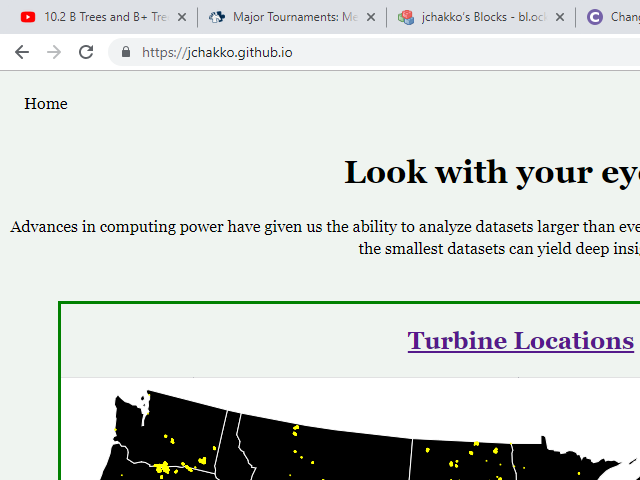 10.2 B Trees and B+ Tre
Major Tournaments: Me
jchakko's Blocks - bl.ock
Chang
https://jchakko.github.io
Home
Look with your eye
Advances in computing power have given us the ability to analyze datasets larger than eve
the smallest datasets can yield deep insi
Turbine Locations